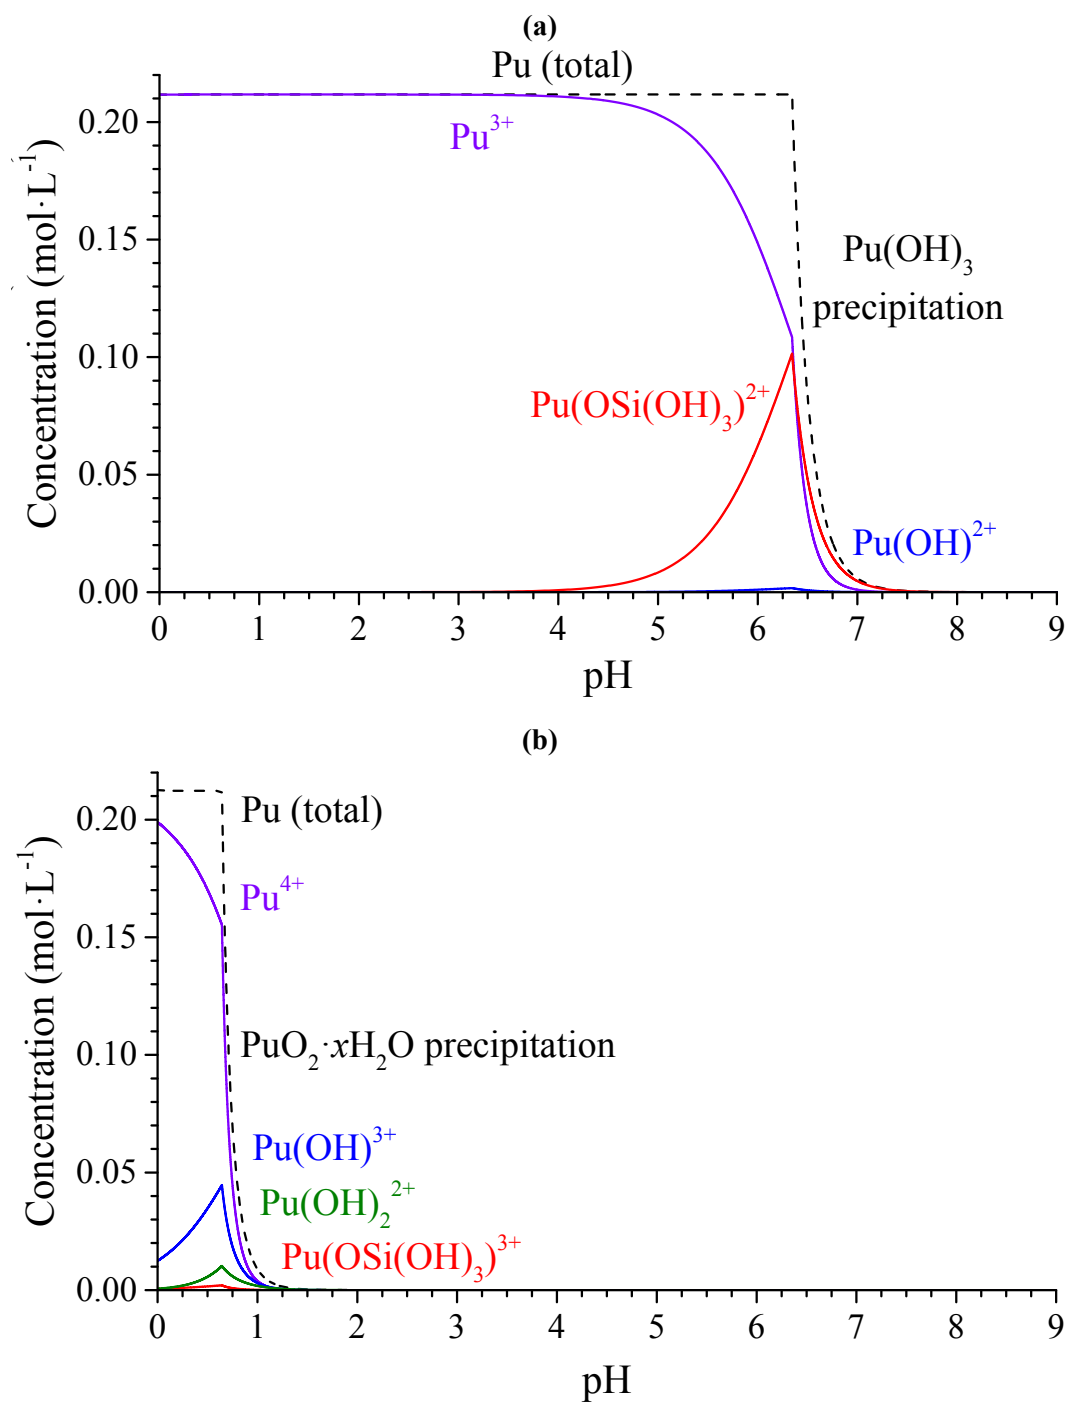 (a)
Pu (total)
Pu³⁺
Pu(OH)₃
precipitation
Pu(OSi(OH)₃)²⁺
Pu(OH)²⁺
Concentration (mol·L⁻¹)
0.20
0.15
0.10
0.05
0.00
0 1 2 3 4 5 6 7 8 9
pH
(b)
Pu (total)
Pu⁴⁺
PuO₂·xH₂O precipitation
Pu(OH)³⁺
Pu(OH)₂²⁺
Pu(OSi(OH)₃)³⁺
Concentration (mol·L⁻¹)
0.20
0.15
0.10
0.05
0.00
0 1 2 3 4 5 6 7 8 9
pH